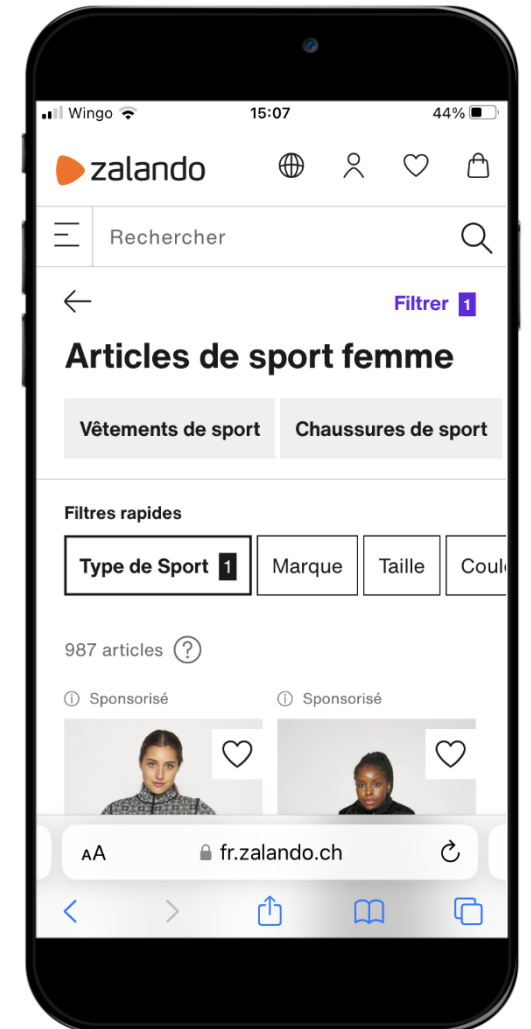 Wingo 15:07 44%
zalando
Rechercher
Filtrer 1
Articles de sport femme
Vêtements de sport Chaussures de sport
Filtres rapides
Type de Sport 1 Marque Taille Coul
987 articles ?
Sponsorisé Sponsorisé
AA fr.zalando.ch